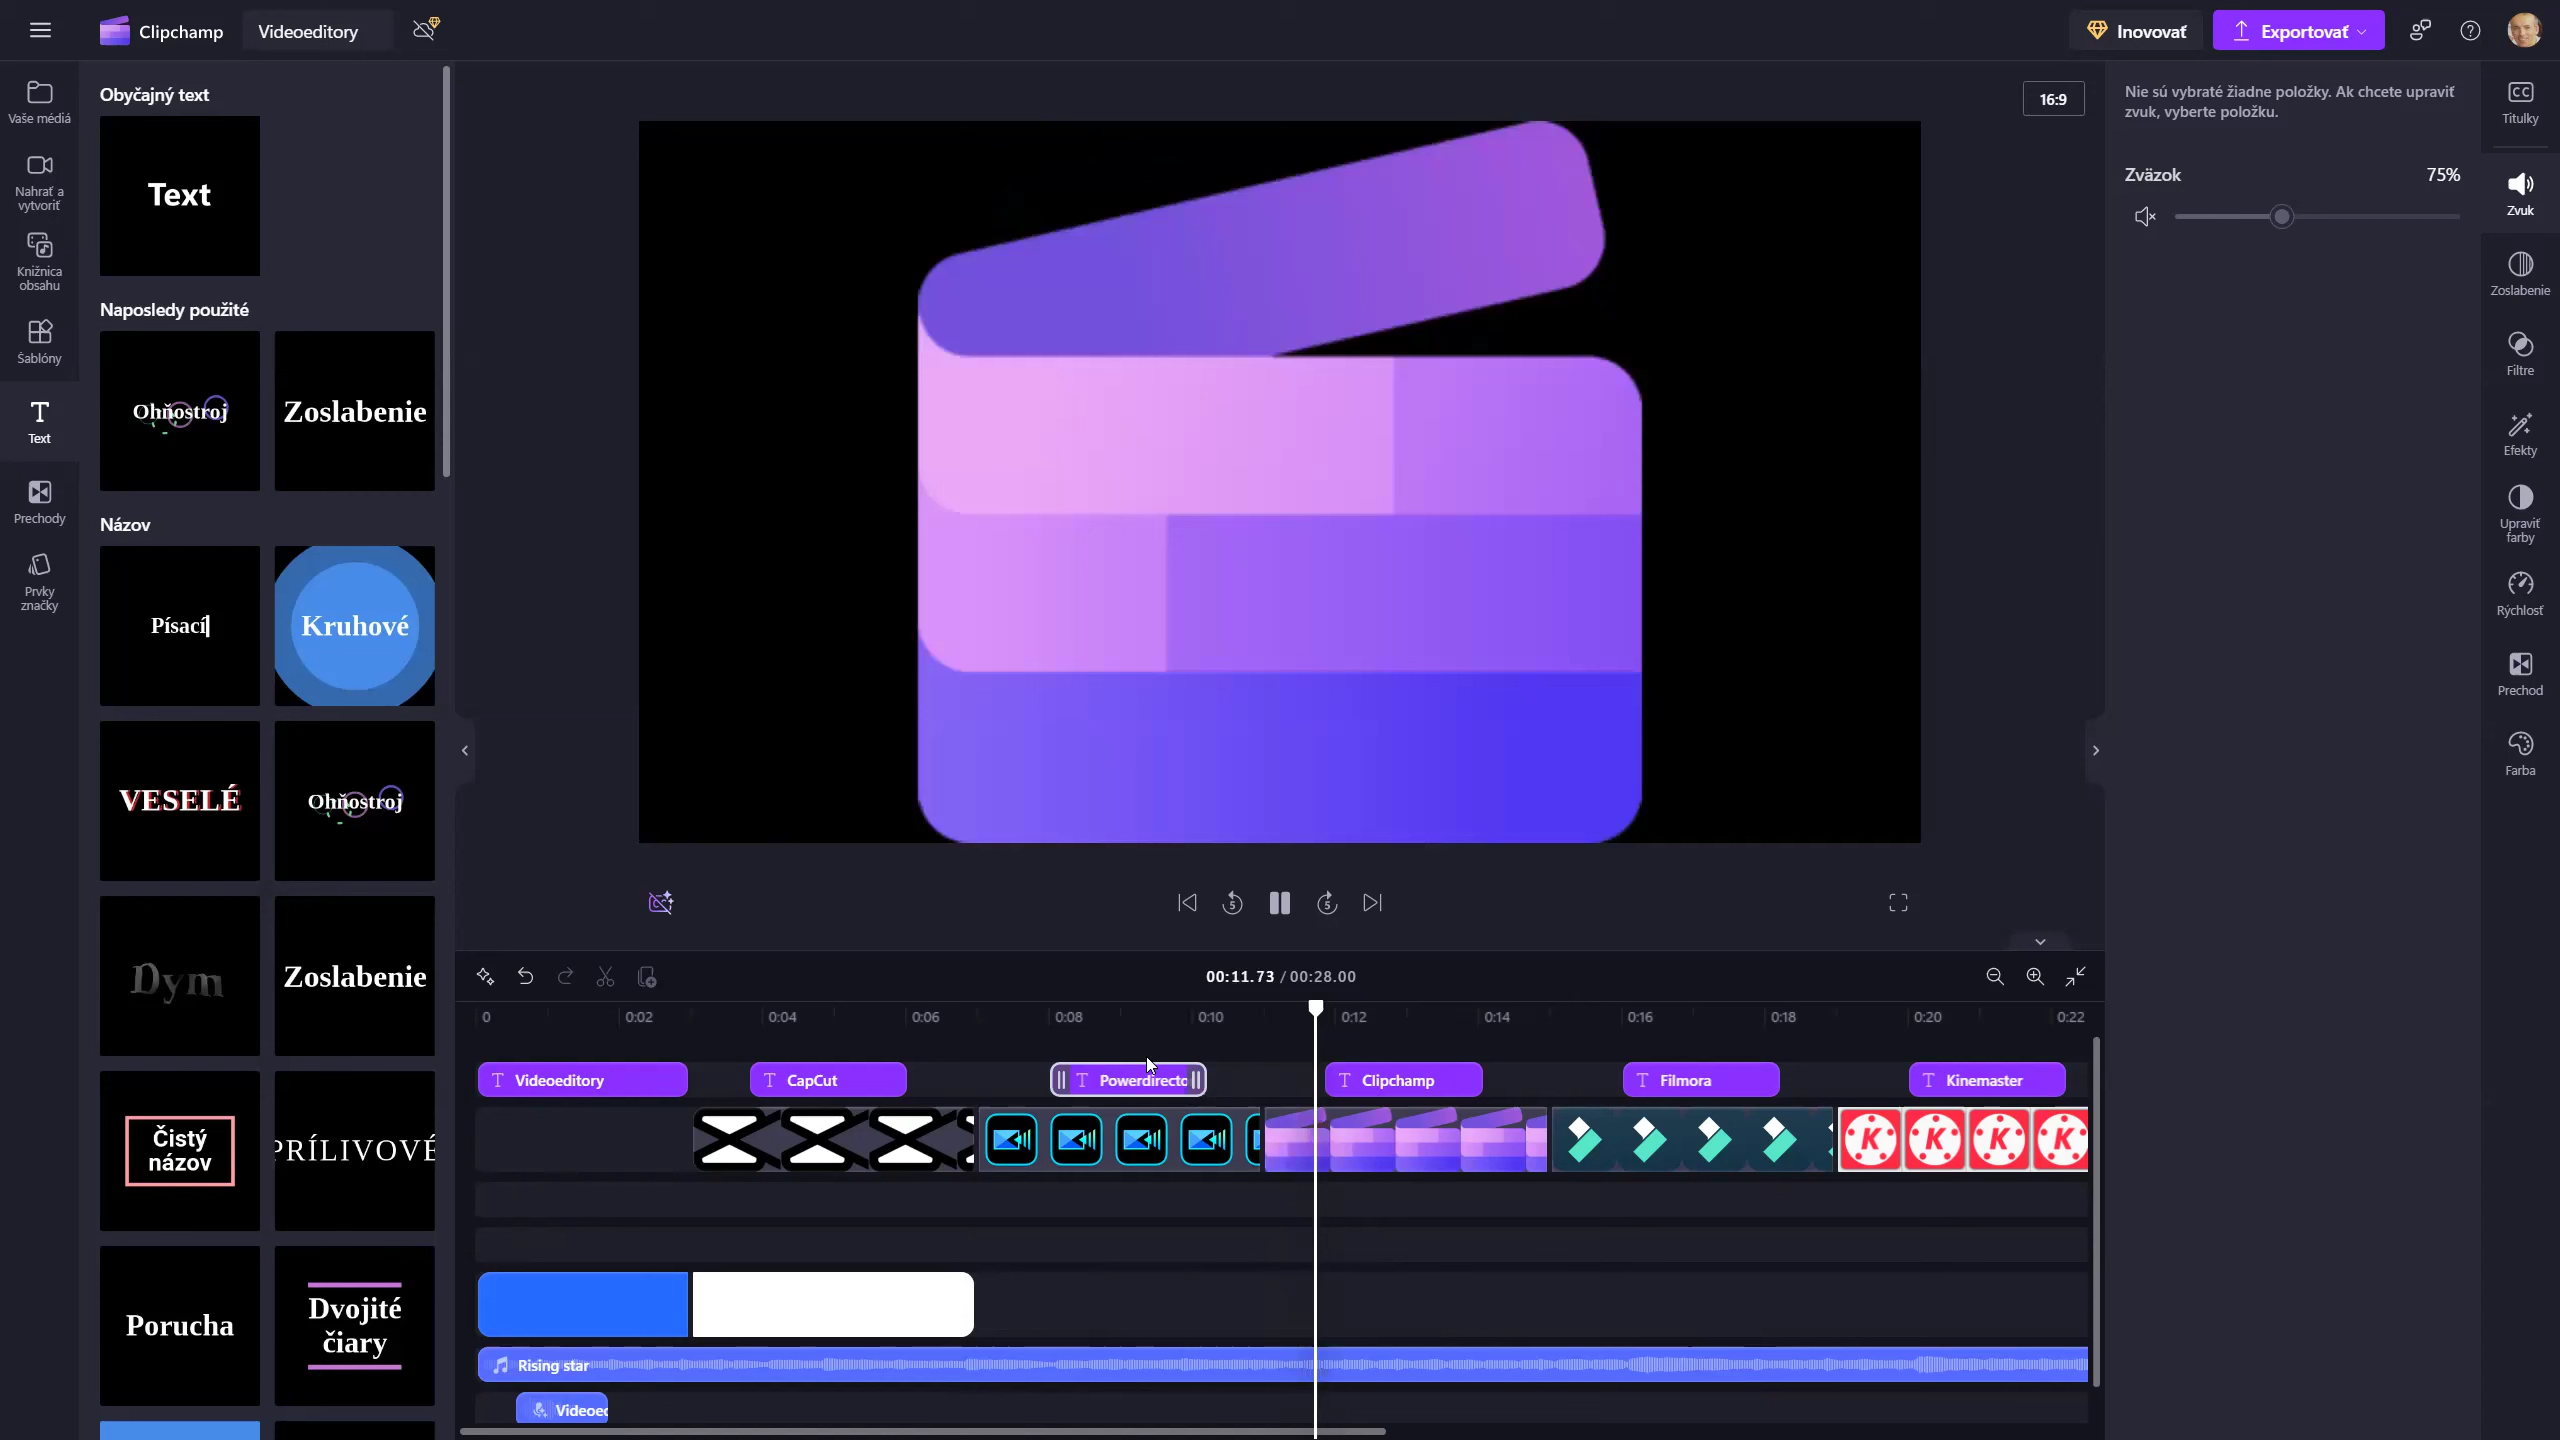 Clipchamp
Videoeditory
Inovovať
Exportovať
Vaše médiá
Nahrať a
vytvoriť
Knižnica
obsahu
Šablóny
Text
Prechody
Prvky
značky
Obyčajný text
Text
Naposledy použité
Ohňostroj
Zoslabenie
Názov
Písací
Kruhové
VESELÉ
Ohňostroj
Dym
Zoslabenie
Čistý
názov
PRÍLIVOVÉ
Porucha
Dvojité
čiary
16:9
5
5
00:11.73 / 00:28.00
0
0:02
0:04
0:06
0:08
0:10
0:12
0:14
0:16
0:18
0:20
0:22
Videoeditory
CapCut
Powerdirecto
Clipchamp
Filmora
Kinemaster
K
K
K
K
Rising star
Videoed
Nie sú vybraté žiadne položky. Ak chcete upraviť
zvuk, vyberte položku.
Zväzok
75%
CC
Titulky
Zvuk
Zoslabenie
Filtre
Efekty
Upraviť
farby
Rýchlosť
Prechod
Farba